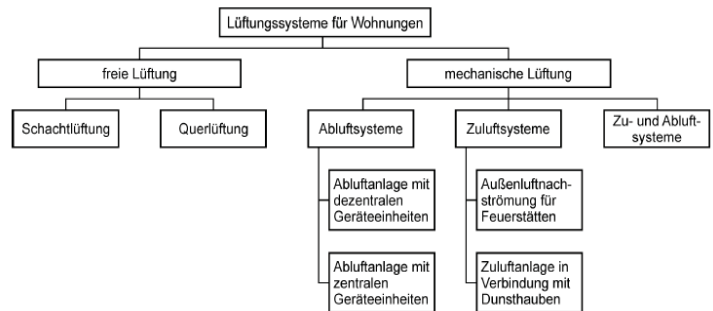 Lüftungssysteme für Wohnungen
freie Lüftung
mechanische Lüftung
Schachtlüftung
Querlüftung
Abluftsysteme
Zuluftsysteme
Zu- und Abluft-
systeme
Abluftanlage mit
dezentralen
Geräteeinheiten
Außenluftnach-
strömung für
Feuerstätten
Abluftanlage mit
zentralen
Geräteeinheiten
Zuluftanlage in
Verbindung mit
Dunsthauben